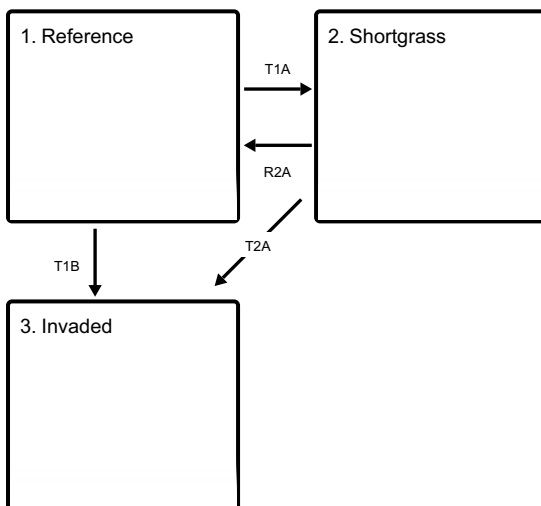 1. Reference
2. Shortgrass
T1A
R2A
T1B
T2A
3. Invaded